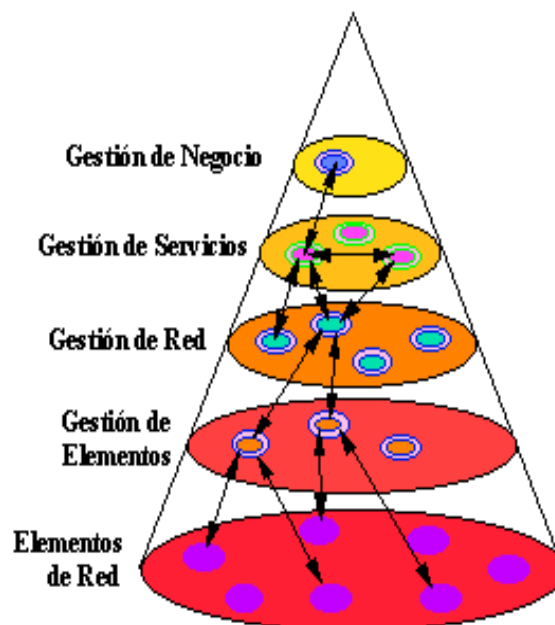 Gestión de Negocio
Gestión de Servicios
Gestión de Red
Gestión de
Elementos
Elementos
de Red